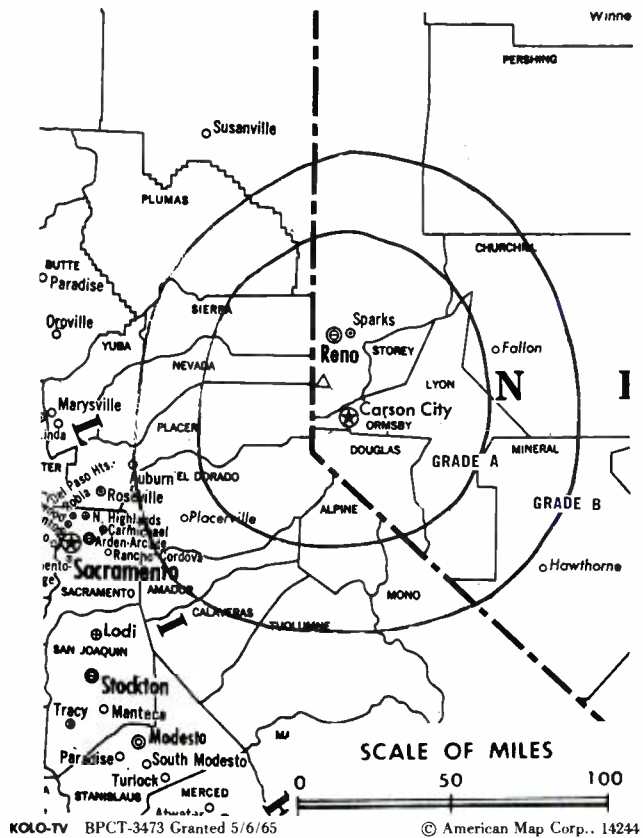 Winne
PERSHING
Susanville
PLUMAS
CHURCHILL
BUTTE
Paradise
SIERRA
Oroville
Sparks
YUBA
Reno
STOREY
Fallon
NEVADA
LYON
N
Marysville
Carson City
PLACER
ORMSBY
DOUGLAS
MINERAL
GRADE A
Auburn
EL DORADO
Del Paso Hts.
Roseville
ALPINE
GRADE B
N. Highlands
Placerville
Carmichael
Arden-Arcade
Rancho Cordova
Hawthorne
Sacramento
SACRAMENTO
AMADOR
MONO
CALAVERAS
Lodi
TUOLUMNE
SAN JOAQUIN
Stockton
Tracy
Manteca
Modesto
SCALE OF MILES
Paradise
South Modesto
Turlock
0 50 100
STANISLAUS
MERCED
KOLO-TV BPCT-3473 Granted 5/6/65 © American Map Corp., 14244